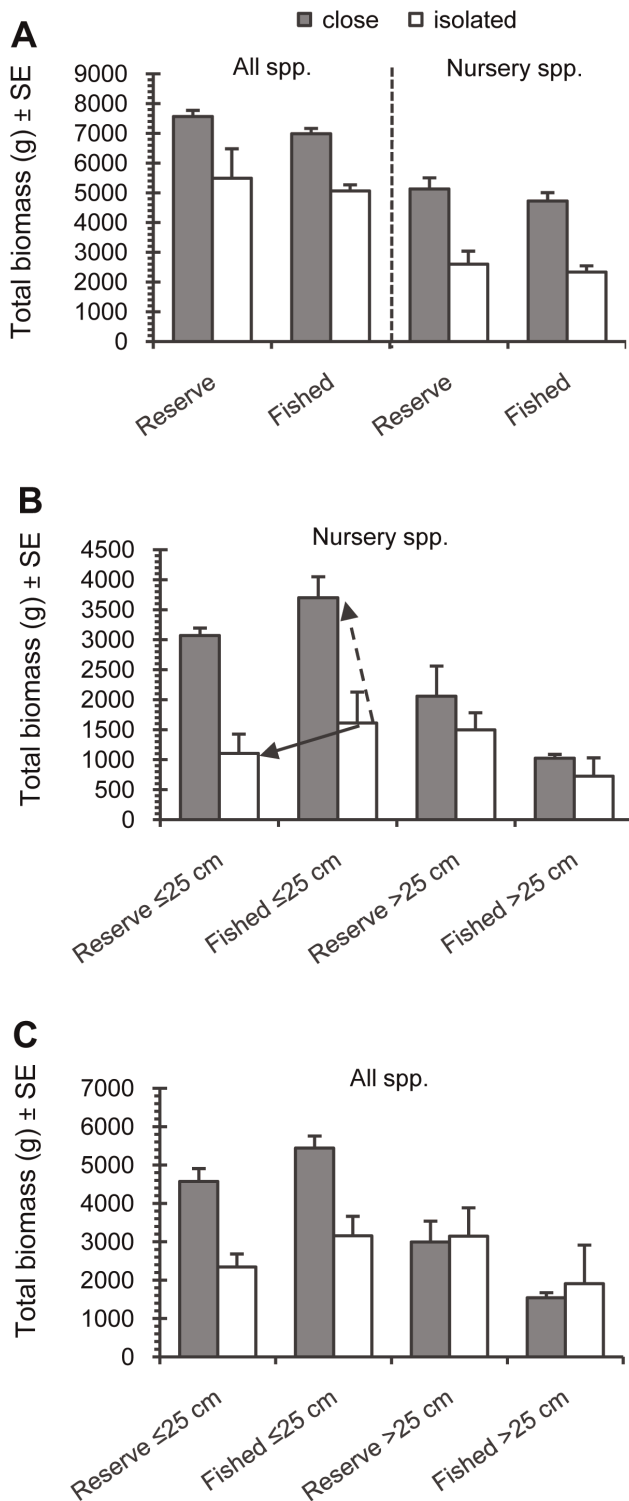 close isolated
A
All spp. Nursery spp.
Total biomass (g) ± SE
9000
8000
7000
6000
5000
4000
3000
2000
1000
0
Reserve Fished Reserve Fished
B
Nursery spp.
Total biomass (g) ± SE
4500
4000
3500
3000
2500
2000
1500
1000
500
0
Reserve ≤25 cm Fished ≤25 cm Reserve >25 cm Fished >25 cm
C
All spp.
Total biomass (g) ± SE
7000
6000
5000
4000
3000
2000
1000
0
Reserve ≤25 cm Fished ≤25 cm Reserve >25 cm Fished >25 cm